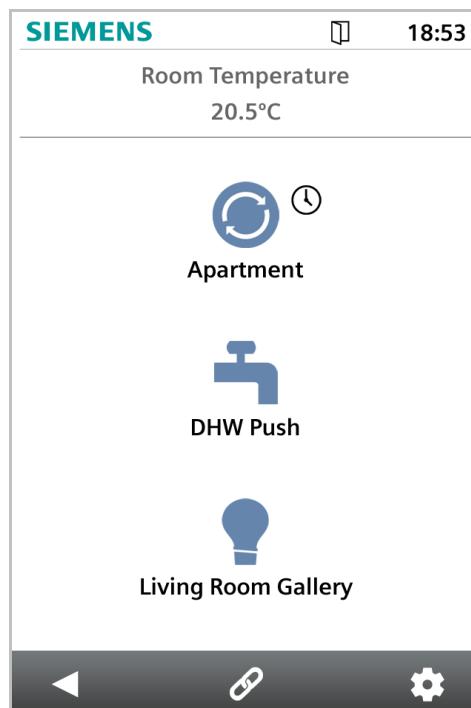 SIEMENS 18:53
Room Temperature
20.5°C
Apartment
DHW Push
Living Room Gallery